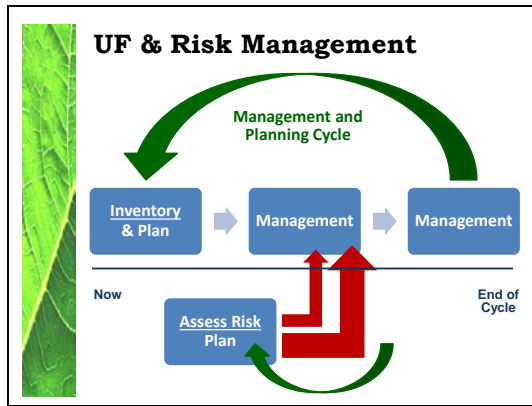 UF & Risk Management
Management and
Planning Cycle
Inventory
& Plan
Management
Management
Now
End of
Cycle
Assess Risk
Plan